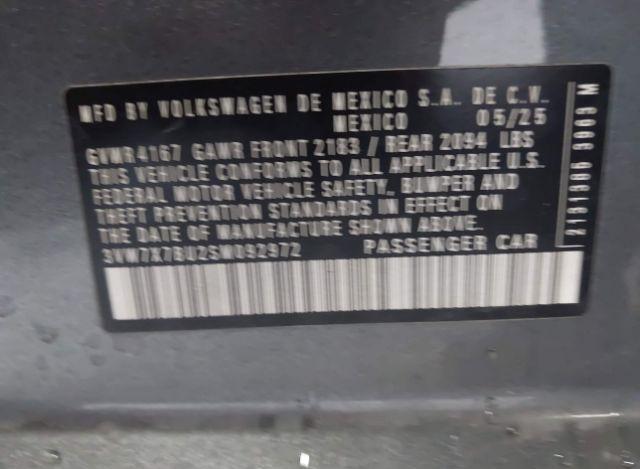 MFD BY VOLKSWAGEN DE MEXICO S.A. DE C.V.
MEXICO 05/25
GVWR 4167 GAWR FRONT 2183 / REAR 2094 LBS
THIS VEHICLE CONFORMS TO ALL APPLICABLE U.S.
FEDERAL MOTOR VEHICLE SAFETY, BUMPER AND
THEFT PREVENTION STANDARDS IN EFFECT ON
THE DATE OF MANUFACTURE SHOWN ABOVE.
3VW7X7BU2SM092972 PASSENGER CAR